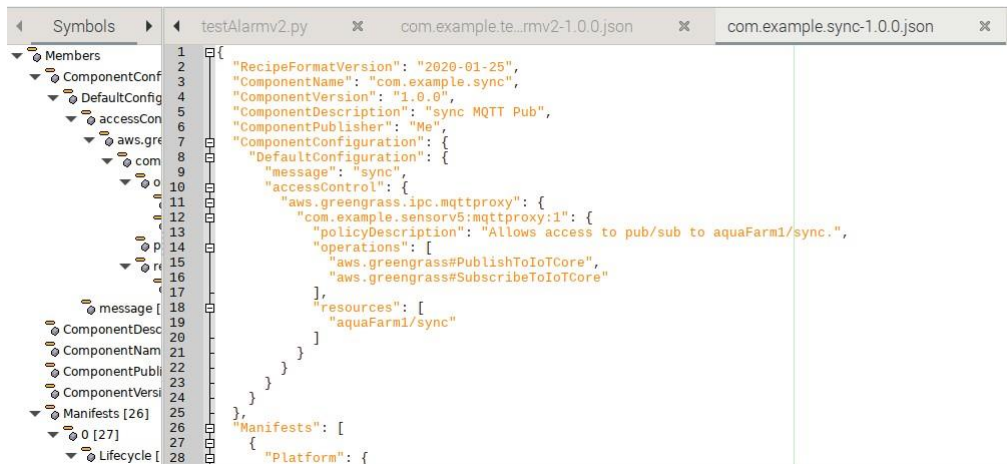 Symbols
testAlarmv2.py
com.example.te...rmv2-1.0.0.json
com.example.sync-1.0.0.json
Members
ComponentConf
DefaultConfig
accessCon
aws.gre
com
o
p
re
message [
ComponentDesc
ComponentNam
ComponentPubli
ComponentVersi
Manifests [26]
0 [27]
Lifecycle [
1 {
2 "RecipeFormatVersion": "2020-01-25",
3 "ComponentName": "com.example.sync",
4 "ComponentVersion": "1.0.0",
5 "ComponentDescription": "sync MQTT Pub",
6 "ComponentPublisher": "Me",
7 "ComponentConfiguration": {
8 "DefaultConfiguration": {
9 "message": "sync",
10 "accessControl": {
11 "aws.greengrass.ipc.mqttproxy": {
12 "com.example.sensorv5:mqttproxy:1": {
13 "policyDescription": "Allows access to pub/sub to aquaFarm1/sync.",
14 "operations": [
15 "aws.greengrass#PublishToIoTCore",
16 "aws.greengrass#SubscribeToIoTCore"
17 ],
18 "resources": [
19 "aquaFarm1/sync"
20 ]
21 }
22 }
23 }
24 }
25 },
26 "Manifests": [
27 {
28 "Platform": {